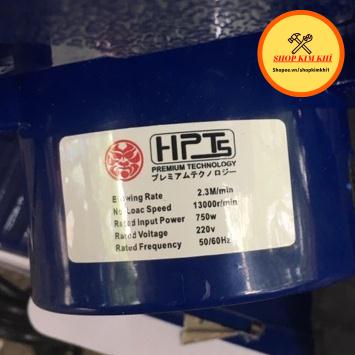 SHOP KIM KHÍ
Shopee.vn/shopkimkhi1
HPTs
PREMIUM TECHNOLOGY
プレミアムテクノロジー
Blowing Rate 2.3M/min
No Loac Speed 13000r/min
Rated Input Power 750w
Rated Voltage 220v
Rated Frequency 50/60Hz